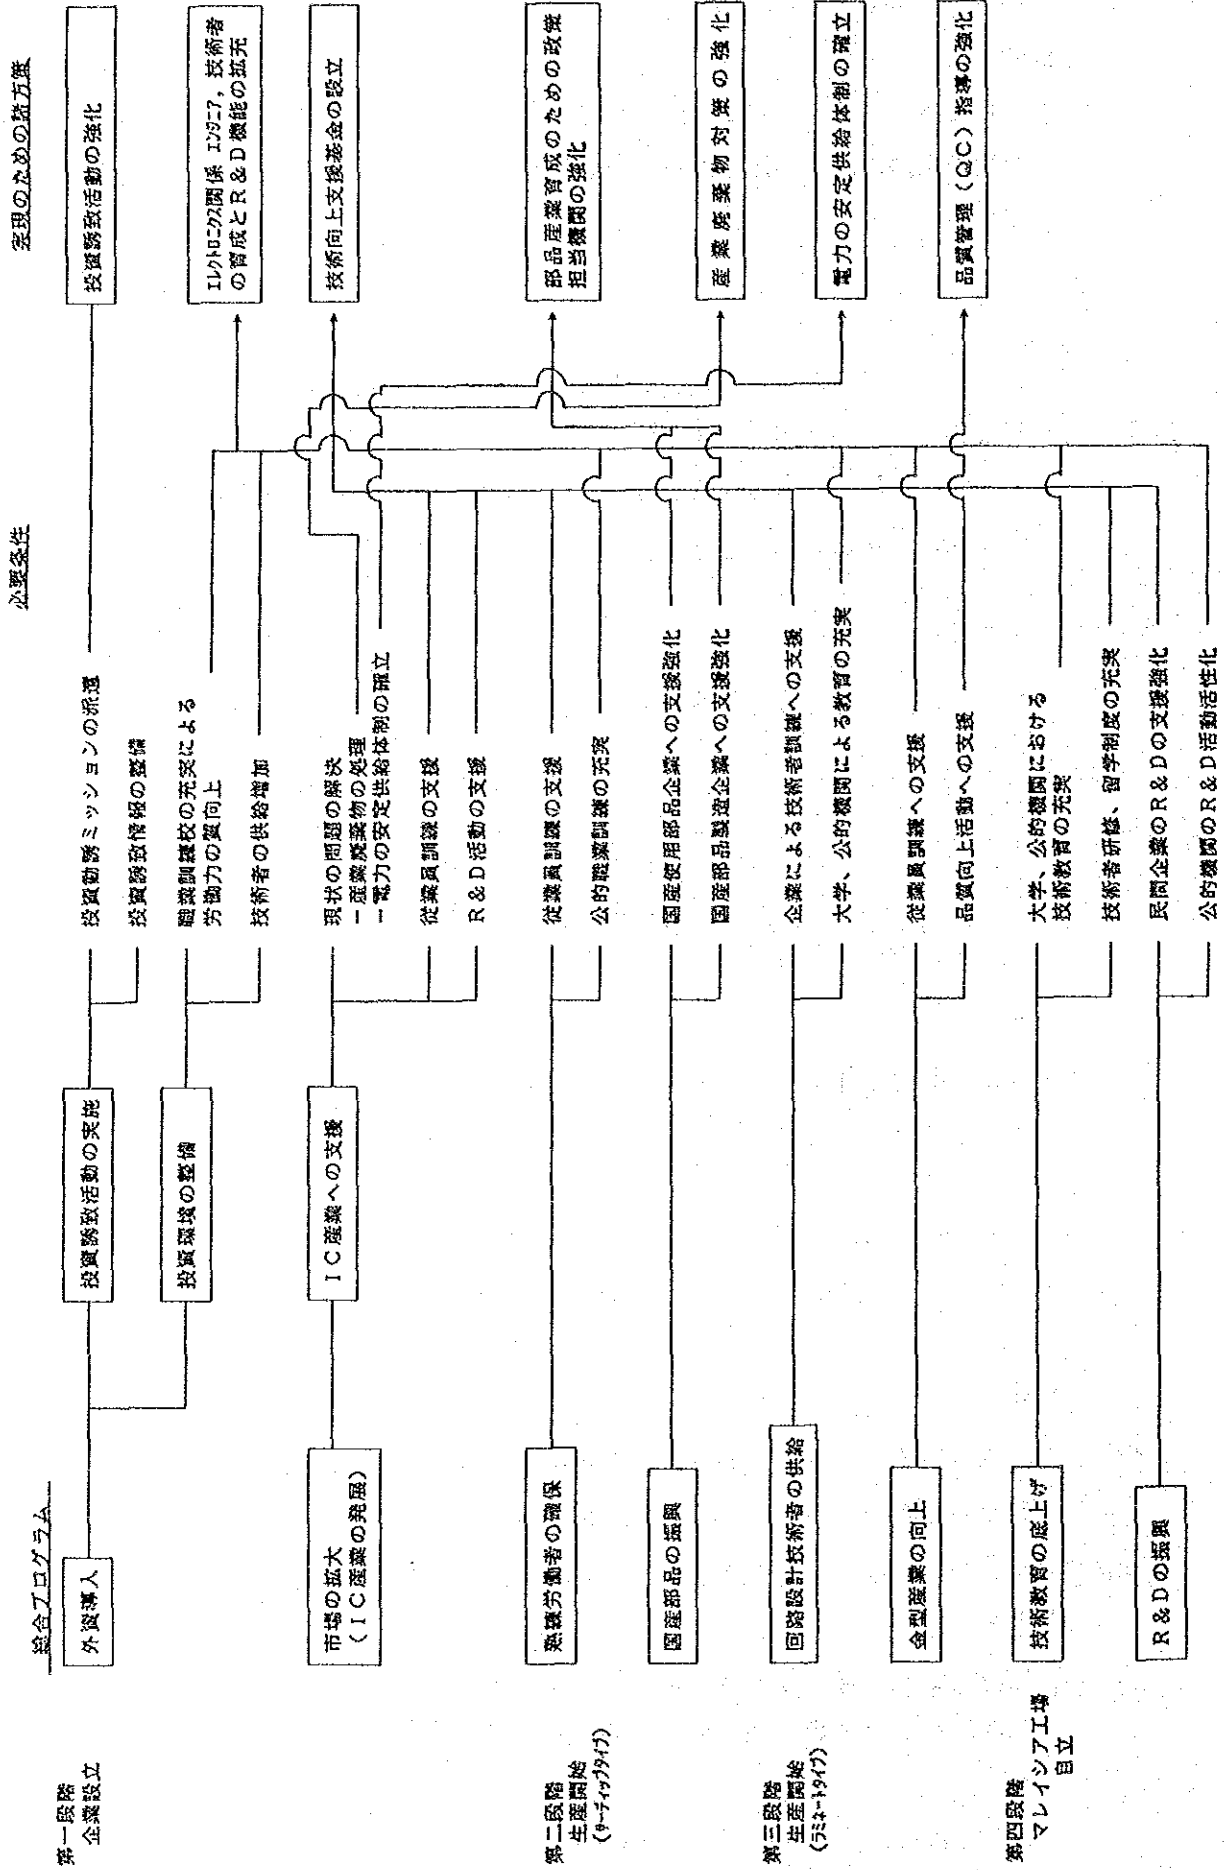 総合プログラム
必要条件
実現のための諸方策
第一段階
企業設立
外資導入
投資誘致活動の実施
投資環境の整備
投資勧誘ミッションの派遣
投資誘致情報の整備
職業訓練校の充実による
労働力の質向上
技術者の供給増加
市場の拡大
(IC産業の発展)
IC産業への支援
現状の問題の解決
-産業廃棄物の処理
-電力の安定供給体制の確立
従業員訓練の支援
R&D活動の支援
第二段階
生産開始
(サーディップタイプ)
熟練労働者の確保
従業員訓練の支援
公的職業訓練の充実
国産部品の振興
国産使用部品企業への支援強化
国産部品製造企業への支援強化
第三段階
生産開始
(ラミネートタイプ)
回路設計技術者の供給
企業による技術者訓練への支援
大学、公的機関による教育の充実
金型産業の向上
従業員訓練への支援
品質向上活動への支援
第四段階
マレイシア工場
自立
技術教育の底上げ
大学、公的機関における
技術教育の充実
技術者研修、留学制度の充実
R&Dの振興
民間企業のR&Dの支援強化
公的機関のR&D活動活性化
投資誘致活動の強化
エレクトロニクス関係エンジニア,技術者
の育成とR&D機能の拡充
技術向上支援基金の設立
部品産業育成のための政策
担当機関の強化
産業廃棄物対策の強化
電力の安定供給体制の確立
品質管理(QC)指導の強化